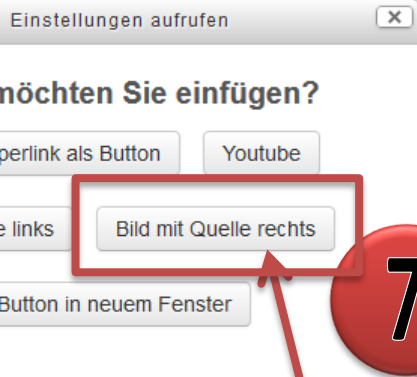 Einstellungen aufrufen X
möchten Sie einfügen?
perlink als Button Youtube
e links Bild mit Quelle rechts
Button in neuem Fenster
7